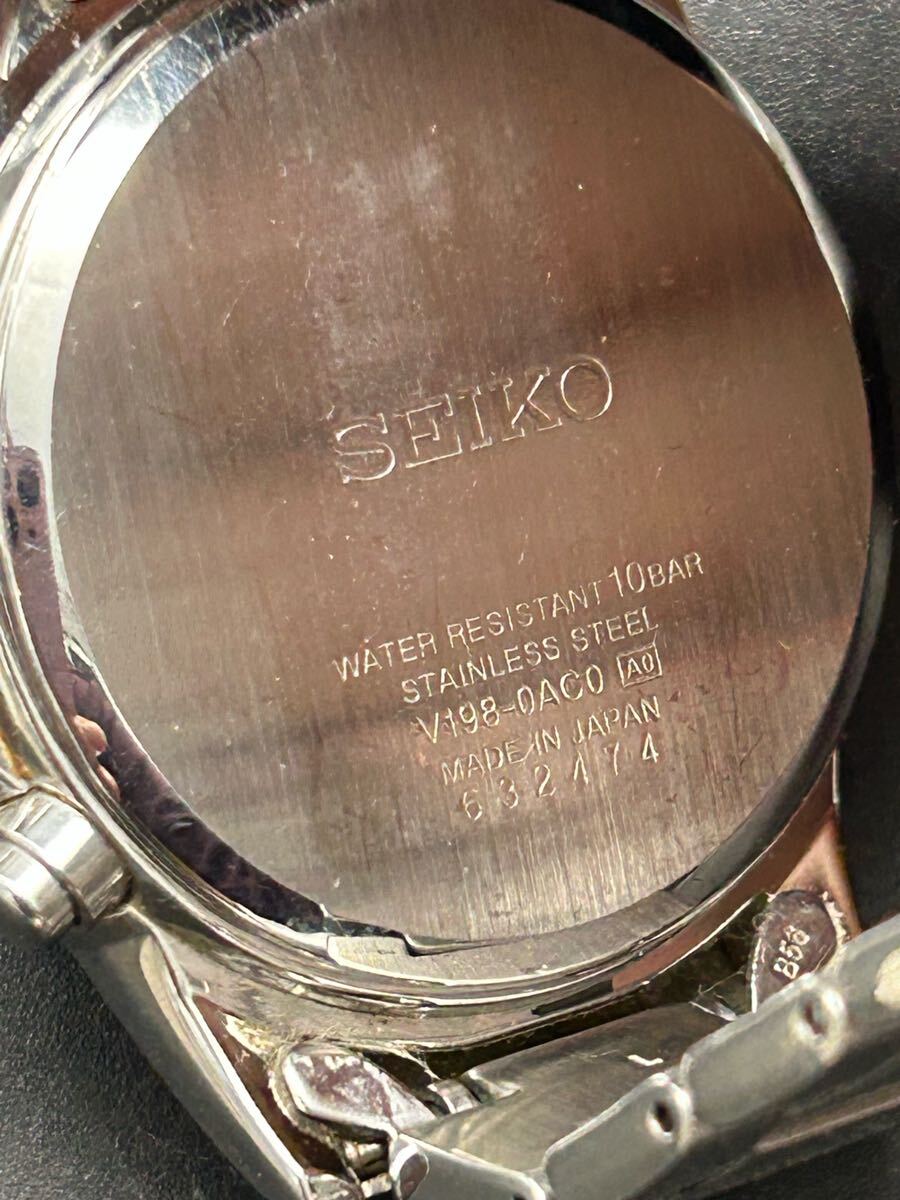 SEIKO
WATER RESISTANT 10BAR
STAINLESS STEEL
V198-0AC0 A0
MADE IN JAPAN
632474